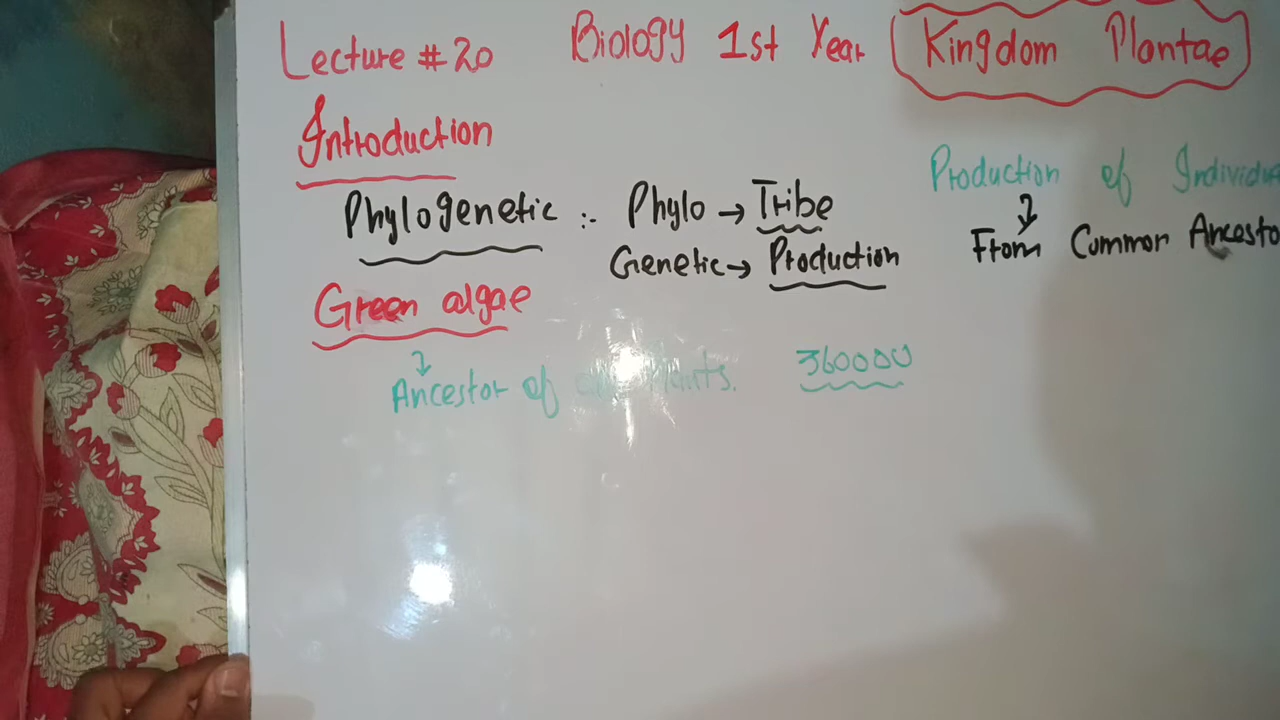 Lecture # 20 Biology 1st Year Kingdom Plantae
Introduction
Phylogenetic :- Phylo → Tribe
Genetic → Production
Production of Individu
↓
From Common Ancesto
Green algae
↓
Ancestor of Plants. 360000